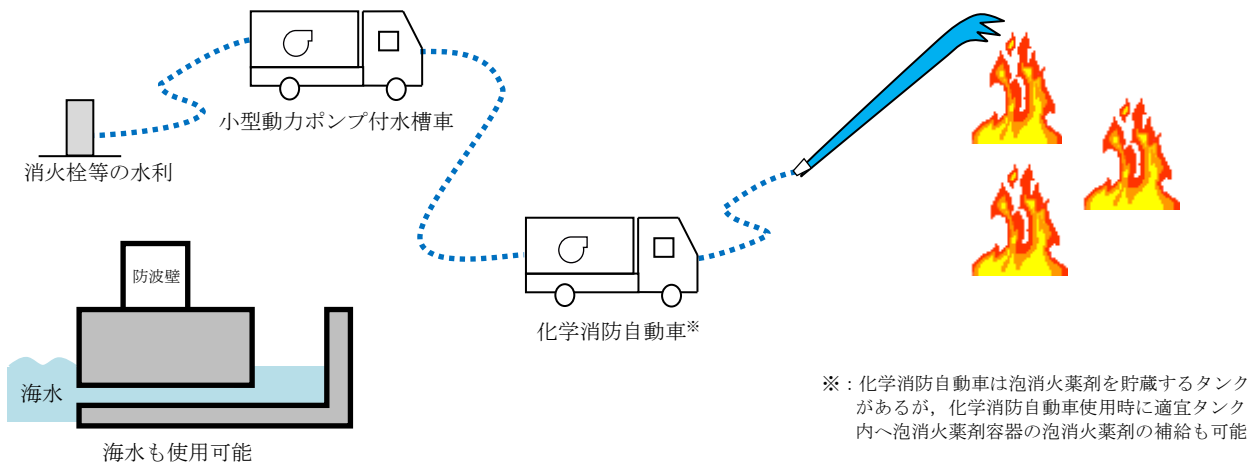 小型動力ポンプ付水槽車
消火栓等の水利
防波壁
化学消防自動車※
海水
海水も使用可能
※：化学消防自動車は泡消火薬剤を貯蔵するタンク
があるが，化学消防自動車使用時に適宜タンク
内へ泡消火薬剤容器の泡消火薬剤の補給も可能